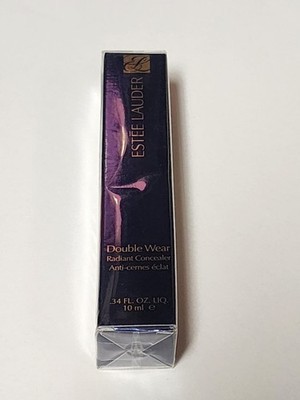 ESTĒE LAUDER
Double Wear
Radiant Concealer
Anti-cernes éclat
.34 FL. OZ. LIQ.
10 ml ℮